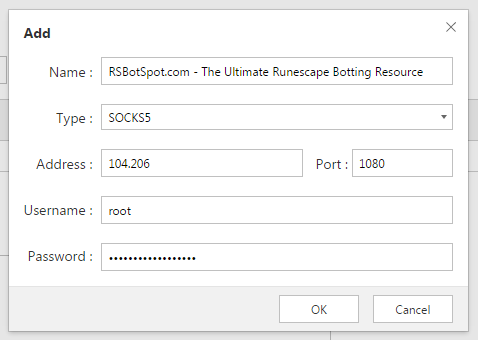 Add
Name : RSBotSpot.com - The Ultimate Runescape Botting Resource
Type : SOCKS5
Address : 104.206 Port : 1080
Username : root
Password : ••••••••••••••••••
OK Cancel